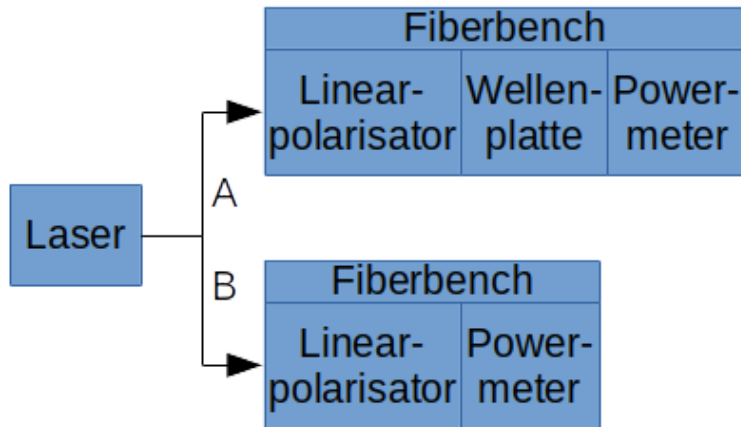 Fiberbench
Linear-
polarisator
Wellen-
platte
Power-
meter
Laser
A
B
Fiberbench
Linear-
polarisator
Power-
meter